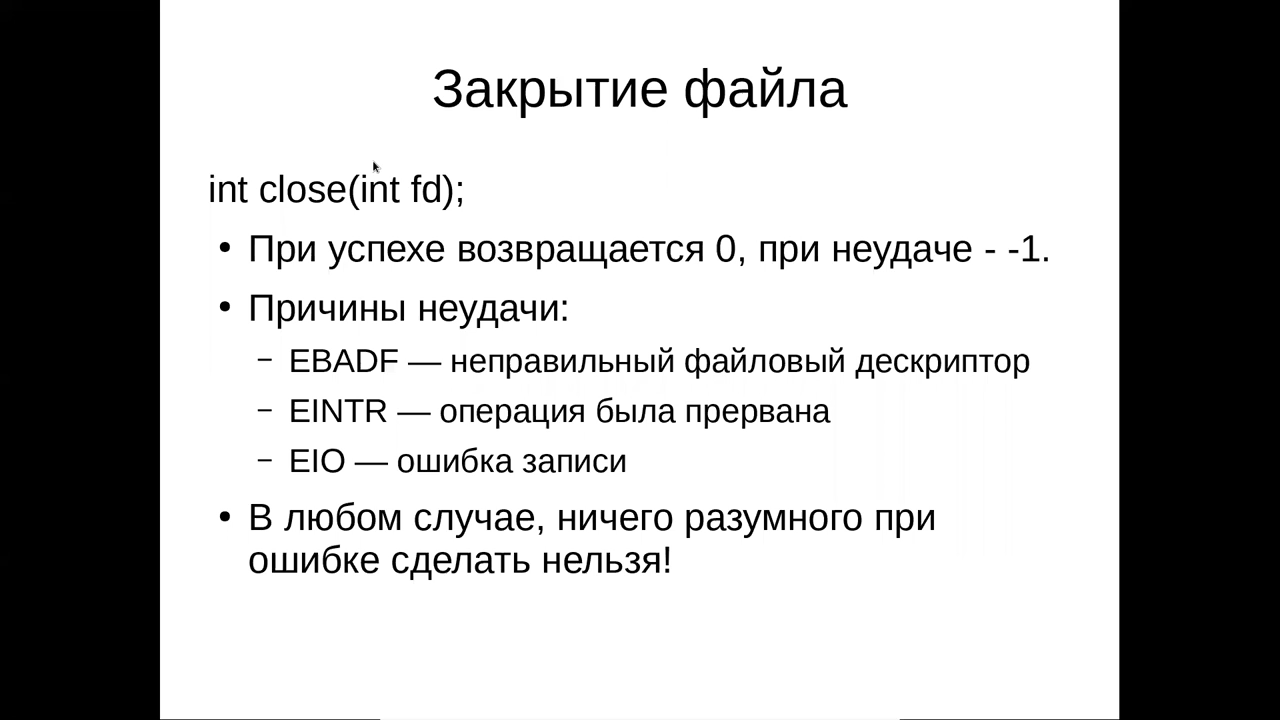 Закрытие файла
int close(int fd);
● При успехе возвращается 0, при неудаче - -1.
● Причины неудачи:
– EBADF — неправильный файловый дескриптор
– EINTR — операция была прервана
– EIO — ошибка записи
● В любом случае, ничего разумного при
ошибке сделать нельзя!